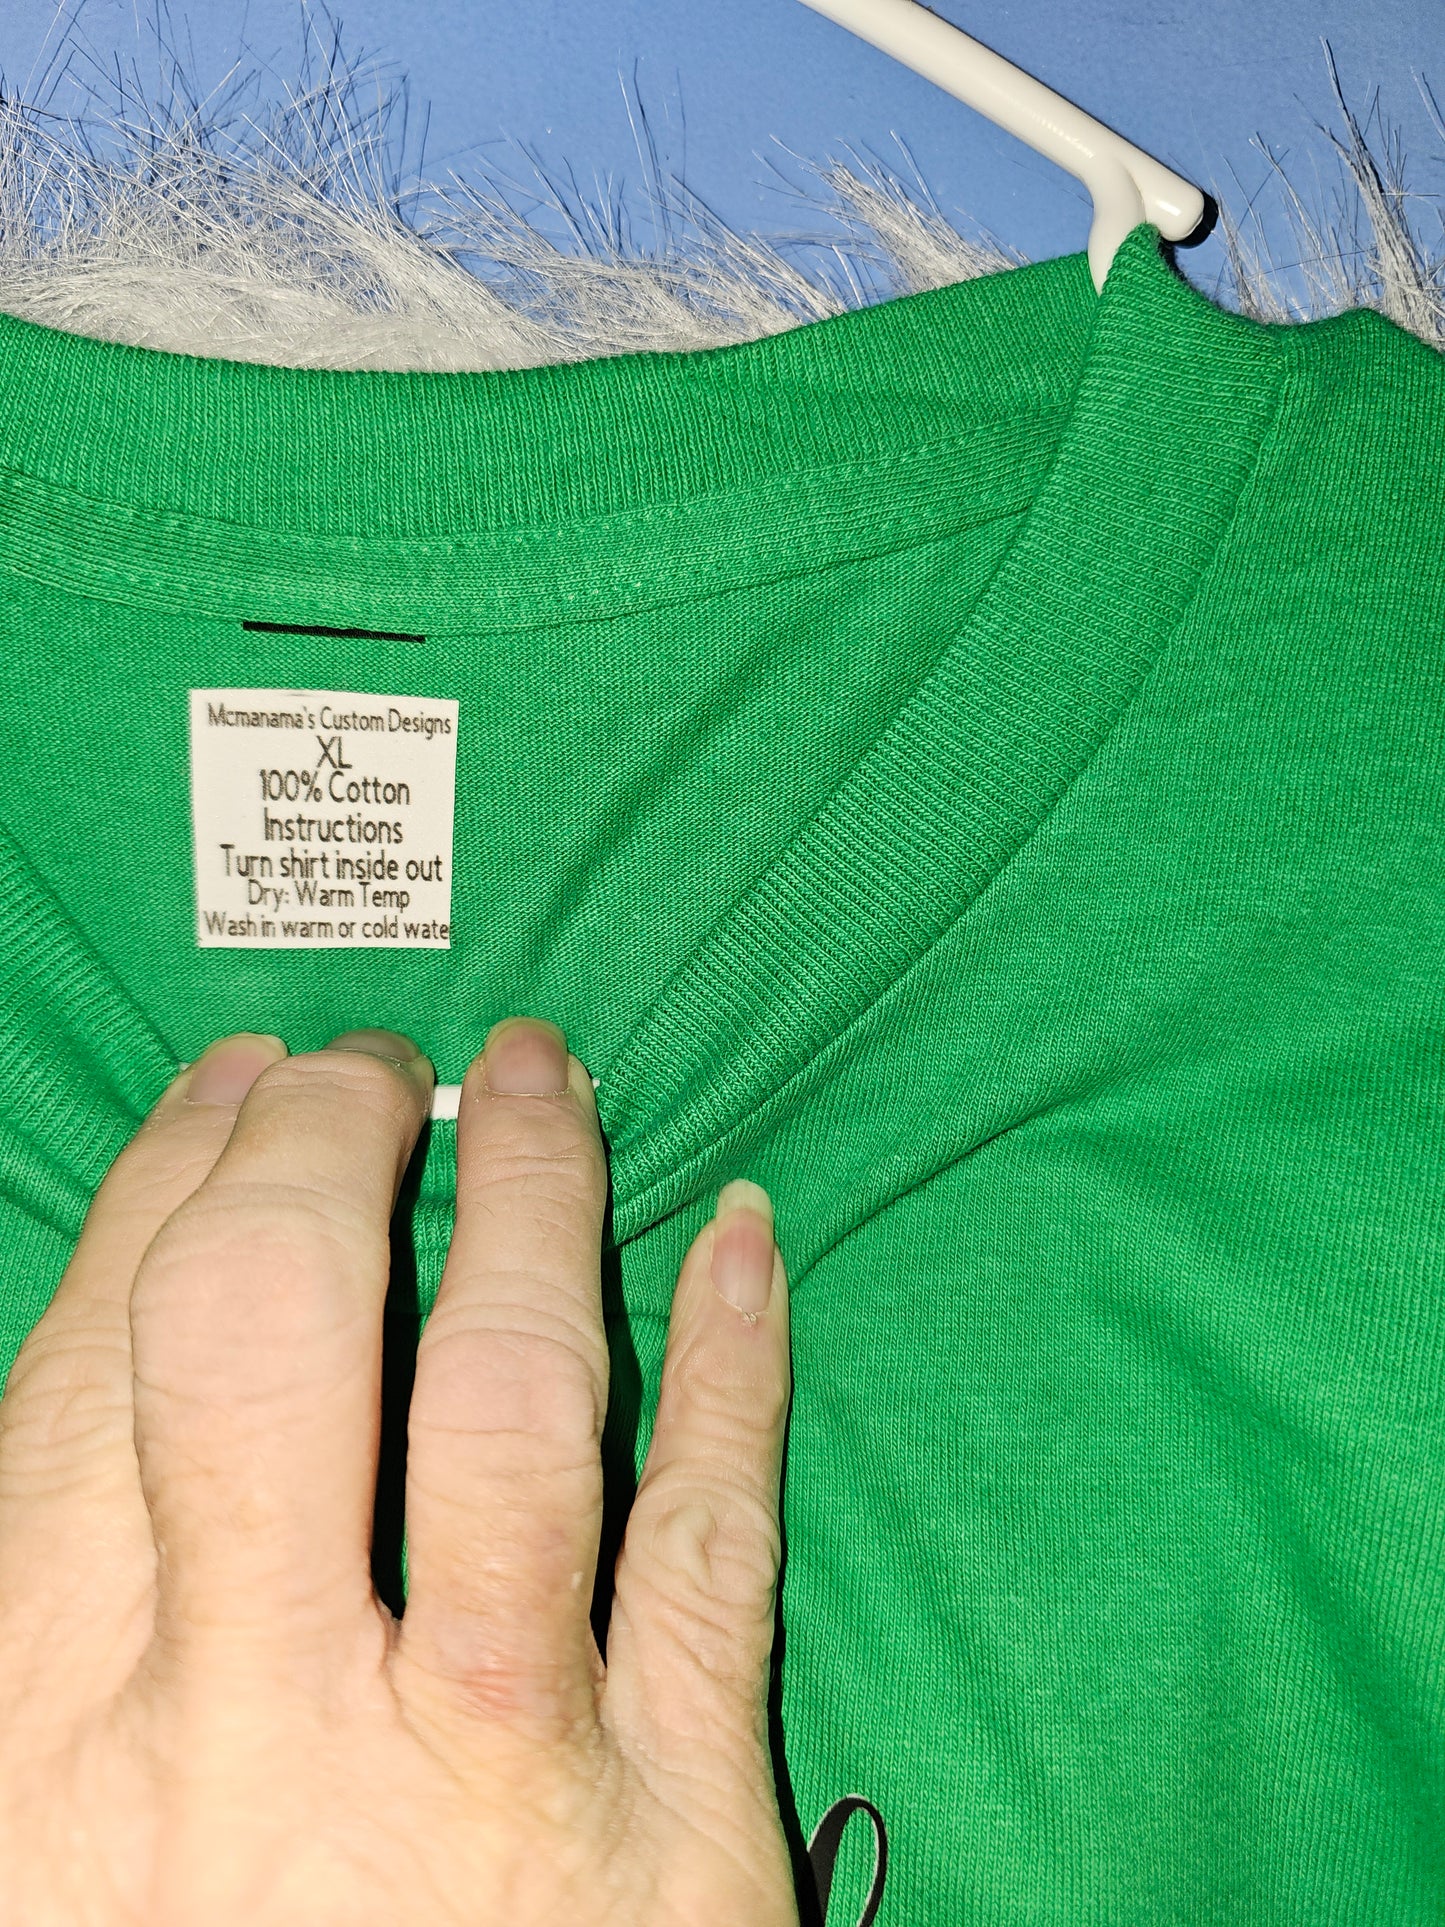 Mcmanama's Custom Designs
XL
100% Cotton
Instructions
Turn shirt inside out
Dry: Warm Temp
Wash in warm or cold wate